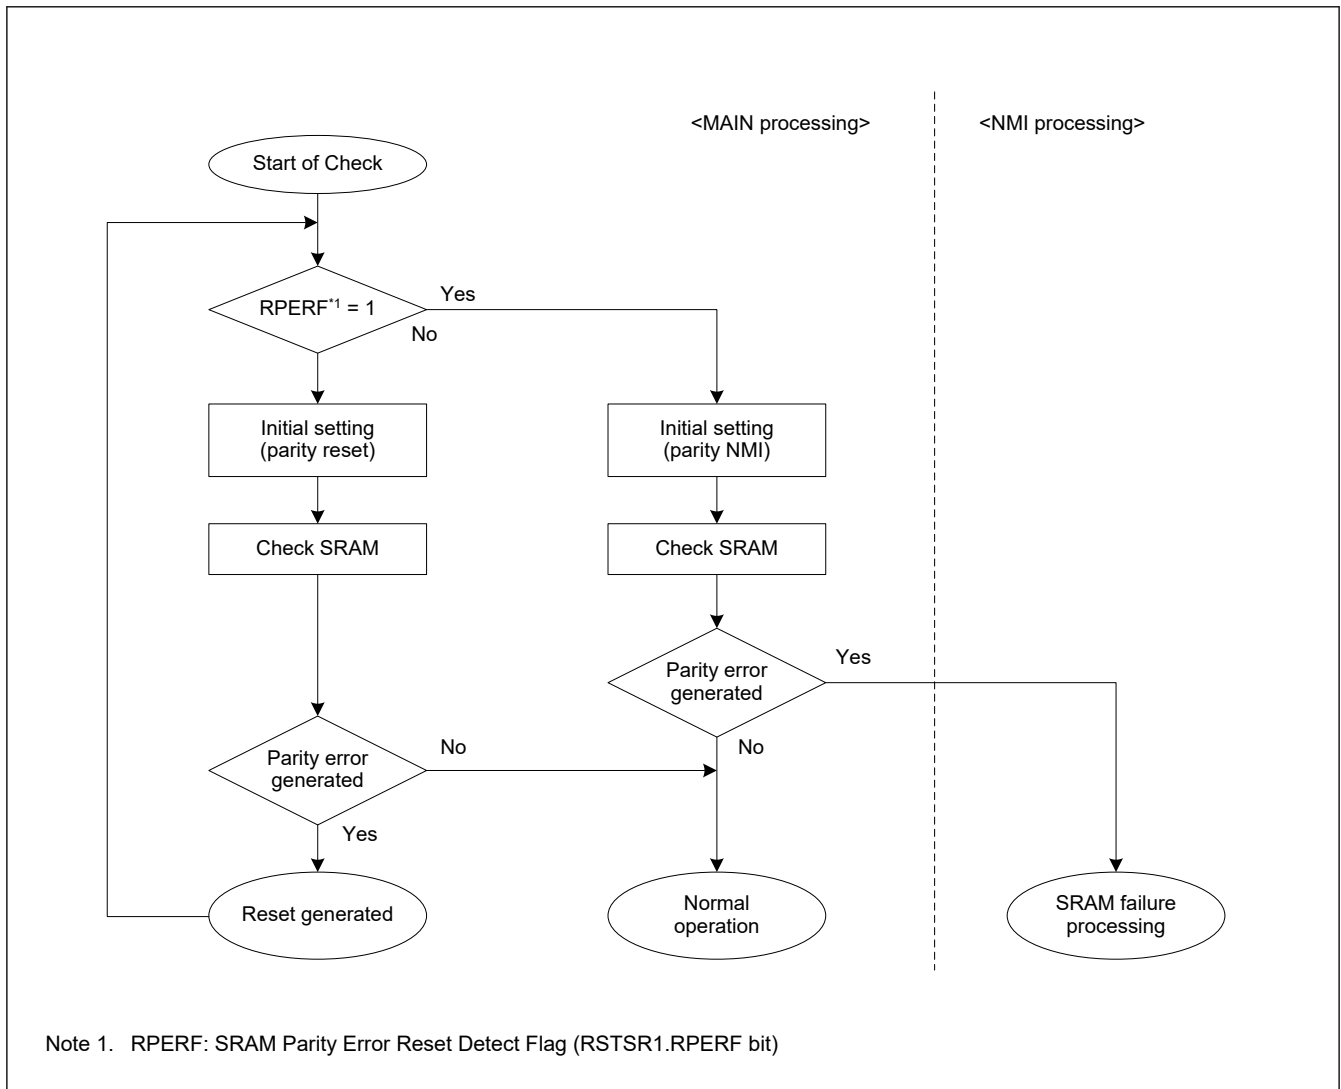 <MAIN processing>
<NMI processing>
Start of Check
RPERF*1 = 1
Yes
No
Initial setting
(parity reset)
Initial setting
(parity NMI)
Check SRAM
Check SRAM
Parity error
generated
Yes
No
Parity error
generated
No
Yes
Reset generated
Normal
operation
SRAM failure
processing
Note 1. RPERF: SRAM Parity Error Reset Detect Flag (RSTSR1.RPERF bit)